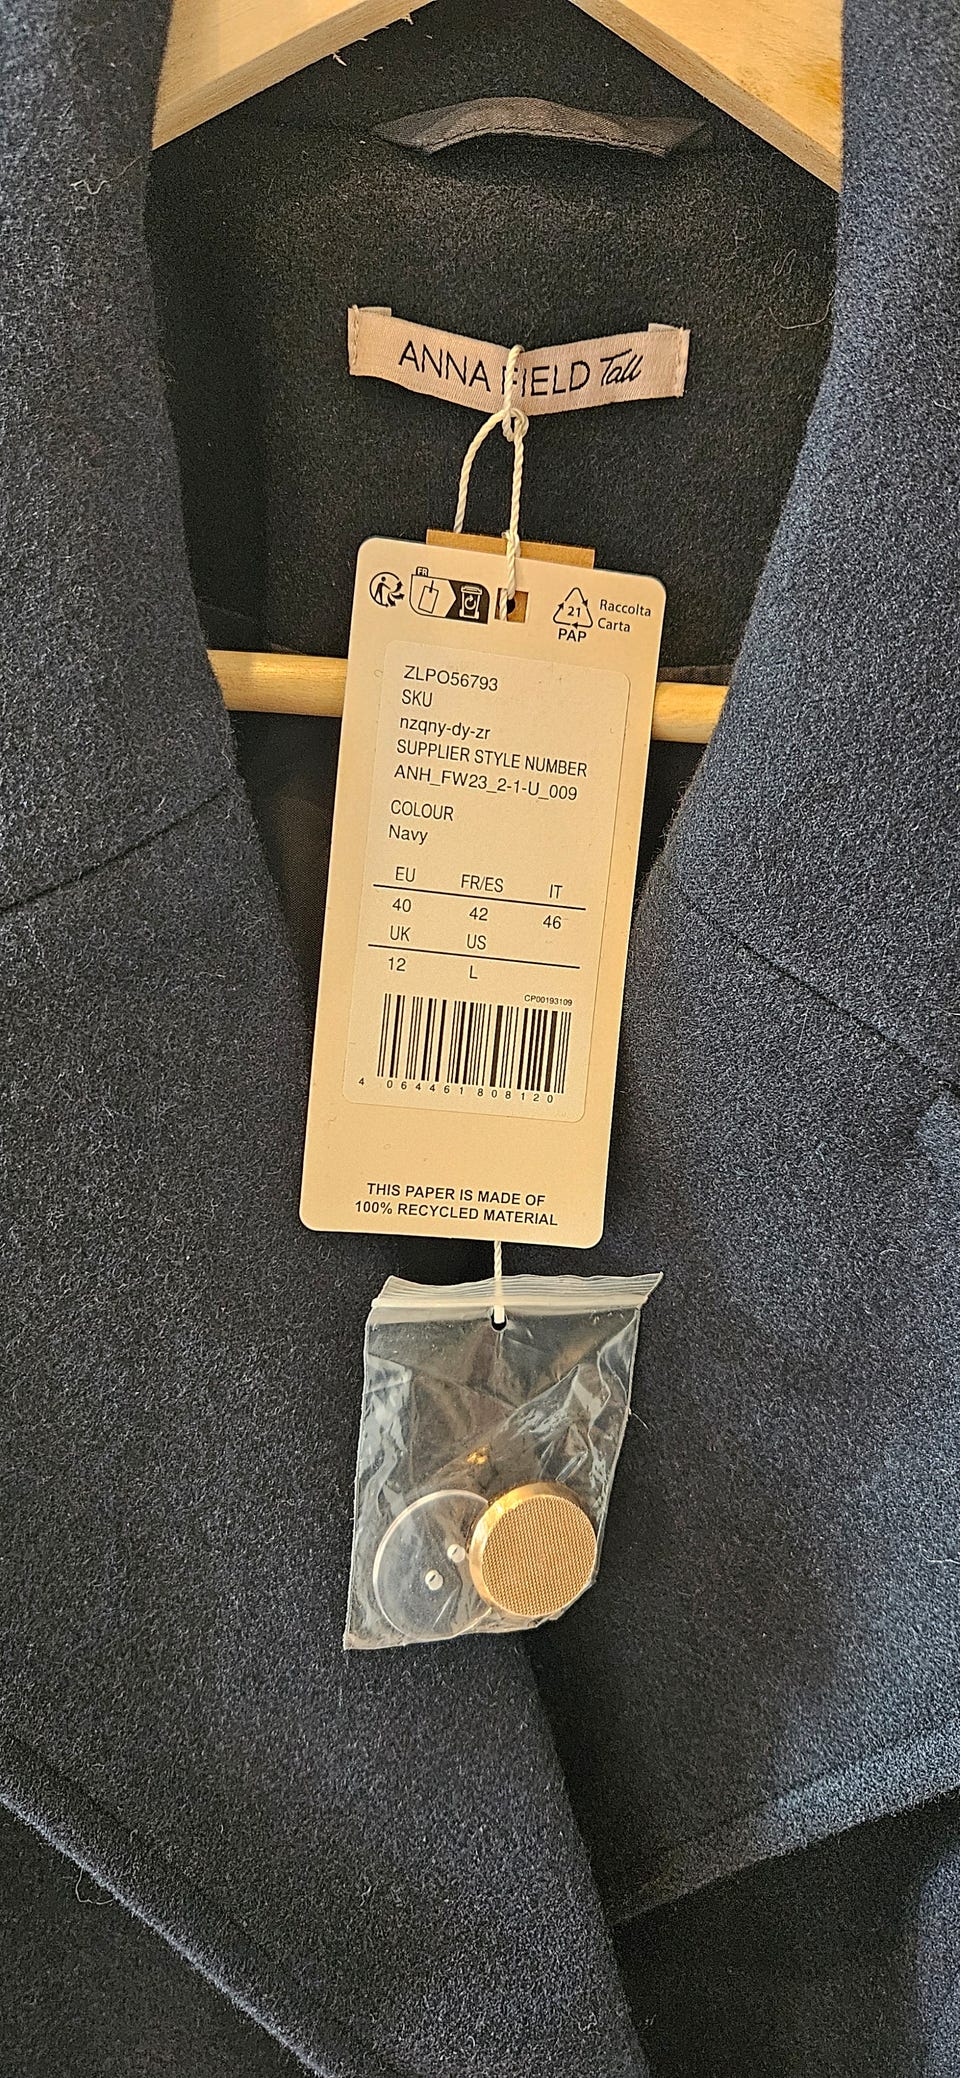 ANNA FIELD Tall
FR
21
PAP
Raccolta
Carta
ZLPO56793
SKU
nzqny-dy-zr
SUPPLIER STYLE NUMBER
ANH_FW23_2-1-U_009
COLOUR
Navy
EU FR/ES IT
40 42 46
UK US
12 L
CP00193109
4 064461 808120
THIS PAPER IS MADE OF
100% RECYCLED MATERIAL